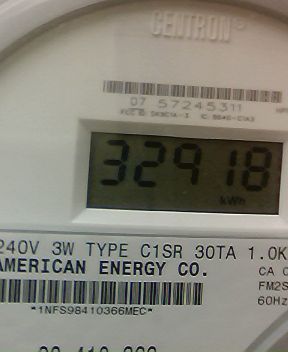 CENTRON®
07 57245311
32918
kWh
240V 3W TYPE C1SR 30TA 1.0K
AMERICAN ENERGY CO.
CA 0
FM2S
60Hz
*1NFS98410366MEC*